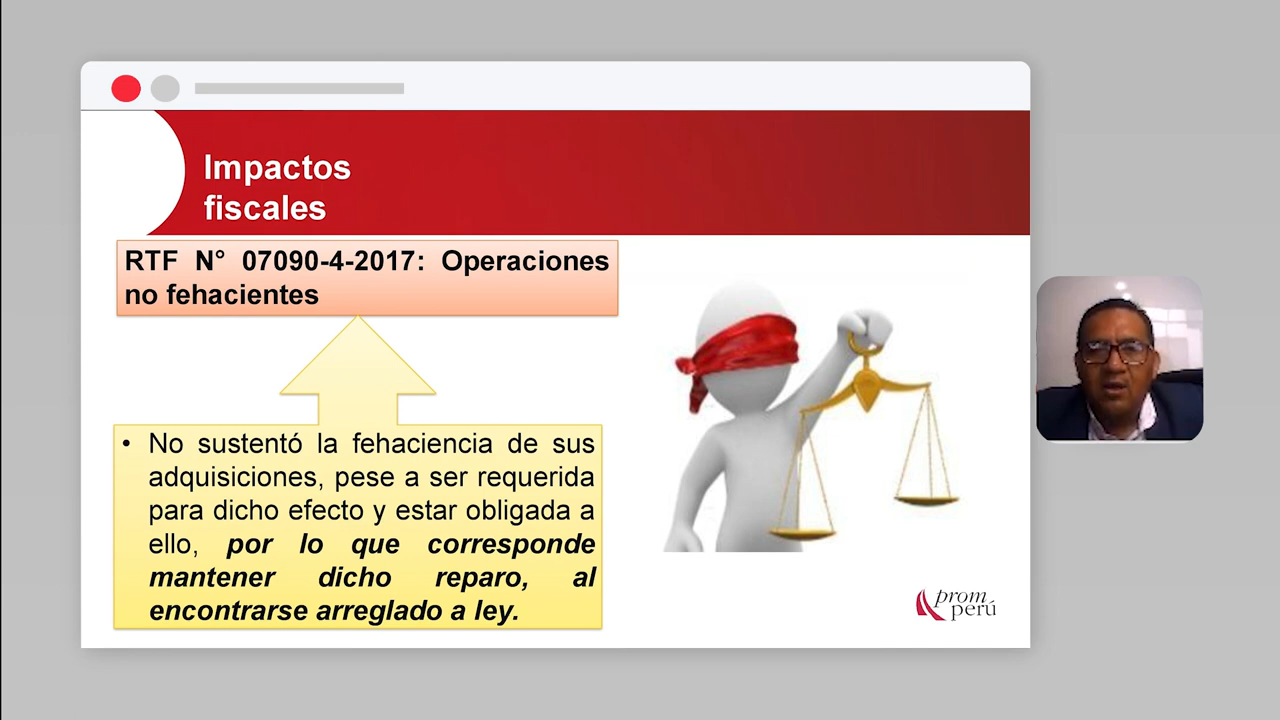 Impactos
fiscales
RTF N° 07090-4-2017: Operaciones
no fehacientes
• No sustentó la fehaciencia de sus
adquisiciones, pese a ser requerida
para dicho efecto y estar obligada a
ello, por lo que corresponde
mantener dicho reparo, al
encontrarse arreglado a ley.
prom
perú